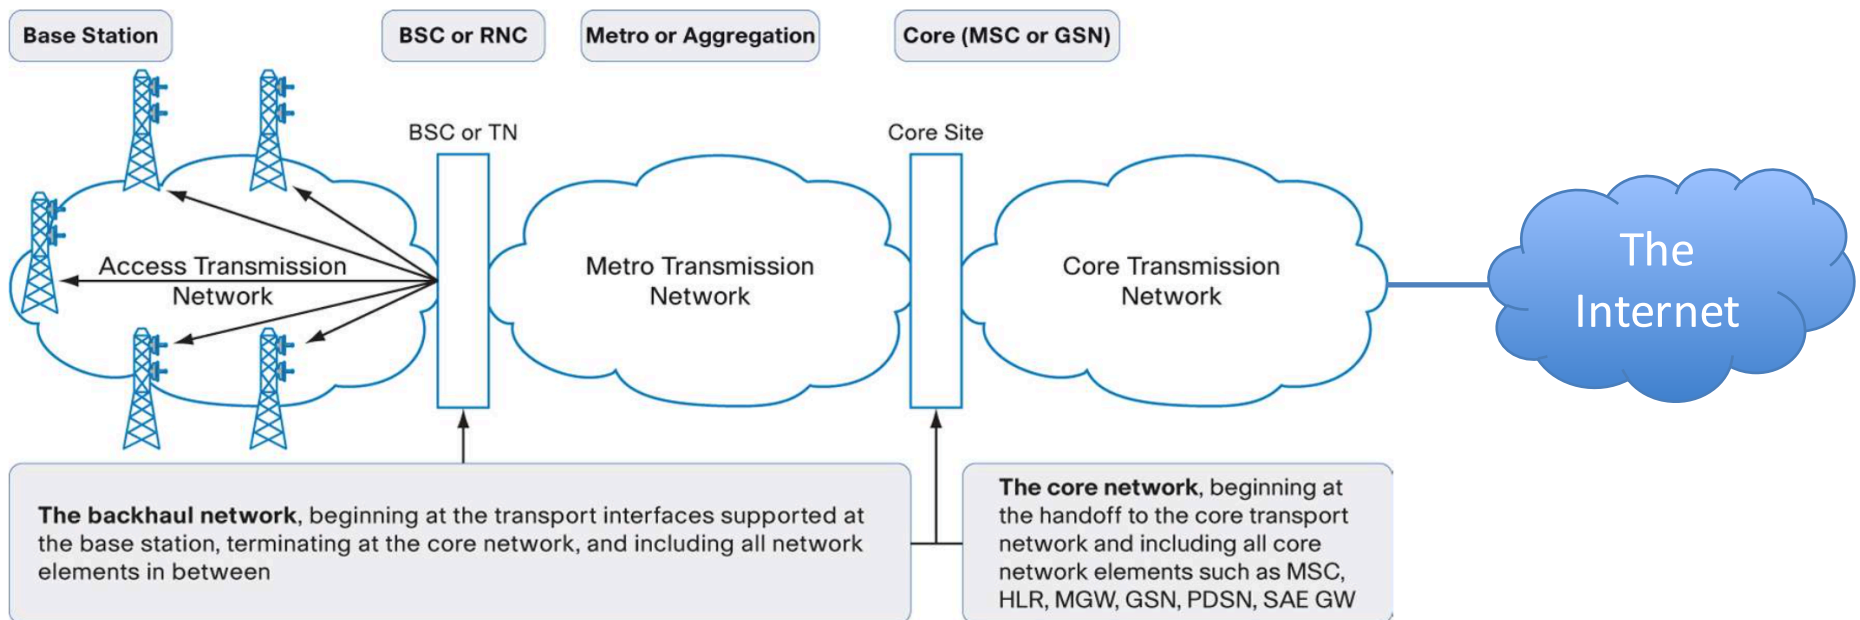 Base Station
BSC or RNC
Metro or Aggregation
Core (MSC or GSN)
BSC or TN
Core Site
Access Transmission
Network
Metro Transmission
Network
Core Transmission
Network
The
Internet
The backhaul network, beginning at the transport interfaces supported at
the base station, terminating at the core network, and including all network
elements in between
The core network, beginning at
the handoff to the core transport
network and including all core
network elements such as MSC,
HLR, MGW, GSN, PDSN, SAE GW